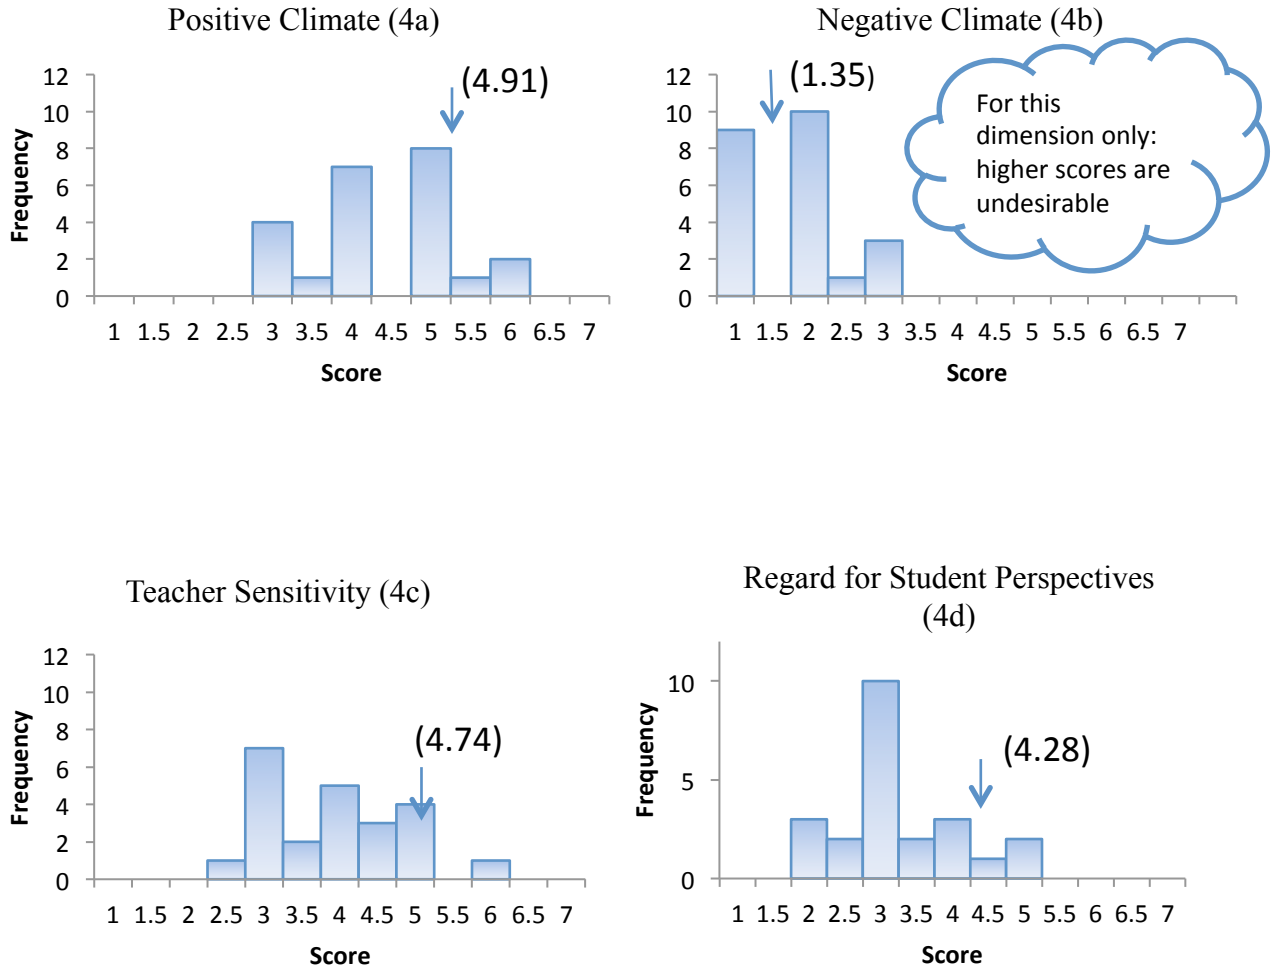 Positive Climate (4a)
12
10
8
6
4
2
0
Frequency
(4.91)
1 1.5 2 2.5 3 3.5 4 4.5 5 5.5 6 6.5 7
Score
Negative Climate (4b)
12
10
8
6
4
2
0
(1.35)
For this
dimension only:
higher scores are
undesirable
1 1.5 2 2.5 3 3.5 4 4.5 5 5.5 6 6.5 7
Score
Teacher Sensitivity (4c)
12
10
8
6
4
2
0
Frequency
(4.74)
1 1.5 2 2.5 3 3.5 4 4.5 5 5.5 6 6.5 7
Score
Regard for Student Perspectives
(4d)
10
5
0
Frequency
(4.28)
1 1.5 2 2.5 3 3.5 4 4.5 5 5.5 6 6.5 7
Score